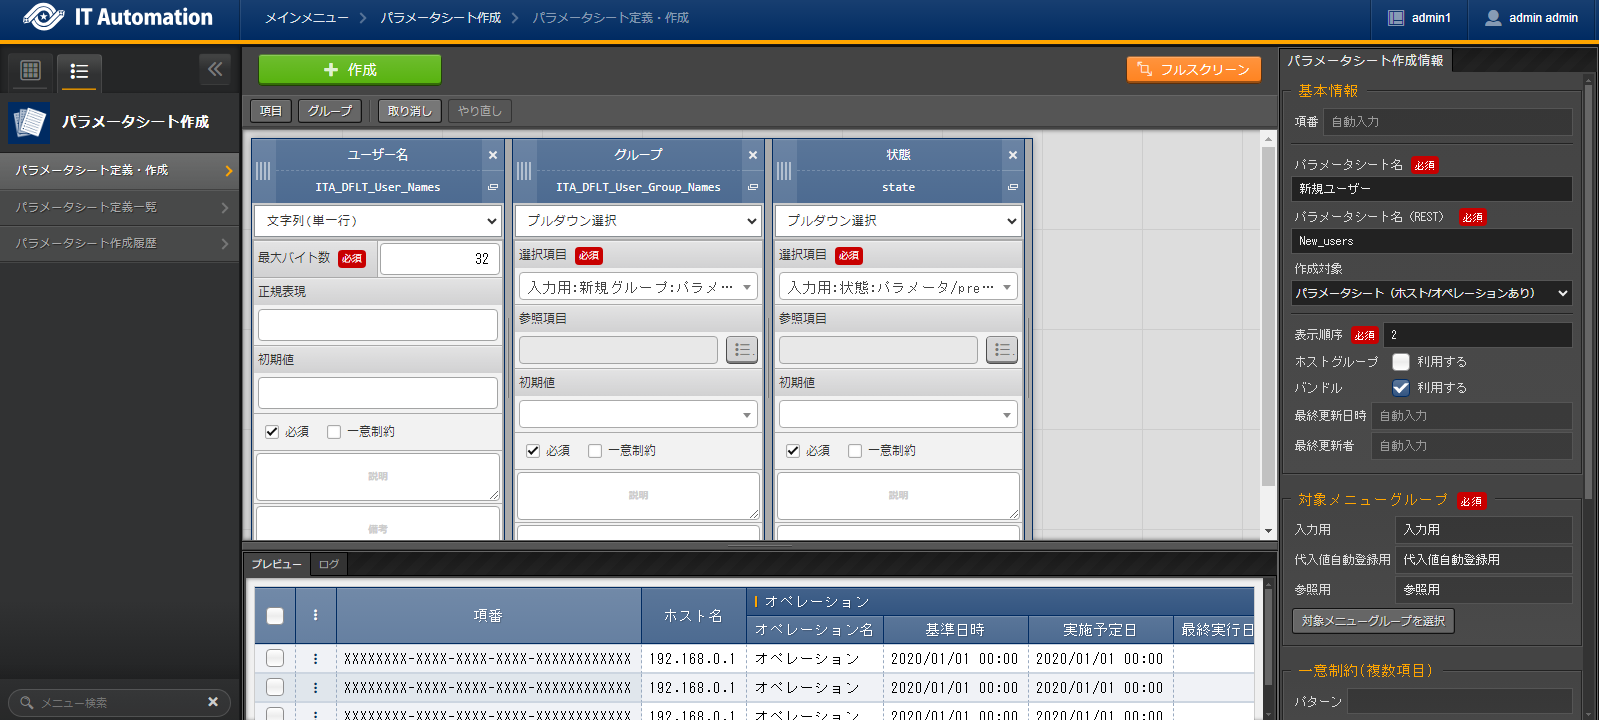 IT Automation
メインメニュー
パラメータシート作成
パラメータシート定義・作成
admin1
admin admin
パラメータシート作成
パラメータシート定義・作成
パラメータシート定義一覧
パラメータシート作成履歴
メニュー検索
作成
フルスクリーン
項目
グループ
取り消し
やり直し
ユーザー名
ITA_DFLT_User_Names
文字列(単一行)
最大バイト数 必須
32
正規表現
初期値
必須
一意制約
説明
備考
グループ
ITA_DFLT_User_Group_Names
プルダウン選択
選択項目 必須
入力用:新規グループ:パラメ…
参照項目
初期値
必須
一意制約
説明
状態
state
プルダウン選択
選択項目 必須
入力用:状態:パラメータ/pre…
参照項目
初期値
必須
一意制約
説明
プレビュー
ログ
項番
ホスト名
オペレーション
オペレーション名
基準日時
実施予定日
最終実行日
XXXXXXXX-XXXX-XXXX-XXXX-XXXXXXXXXXXX 192.168.0.1 オペレーション 2020/01/01 00:00 2020/01/01 00:00
XXXXXXXX-XXXX-XXXX-XXXX-XXXXXXXXXXXX 192.168.0.1 オペレーション 2020/01/01 00:00 2020/01/01 00:00
XXXXXXXX-XXXX-XXXX-XXXX-XXXXXXXXXXXX 192.168.0.1 オペレーション 2020/01/01 00:00 2020/01/01 00:00
パラメータシート作成情報
基本情報
項番 自動入力
パラメータシート名 必須
新規ユーザー
パラメータシート名(REST) 必須
New_users
作成対象
パラメータシート(ホスト/オペレーションあり)
表示順序 必須 2
ホストグループ 利用する
バンドル 利用する
最終更新日時 自動入力
最終更新者 自動入力
対象メニューグループ 必須
入力用 入力用
代入値自動登録用 代入値自動登録用
参照用 参照用
対象メニューグループを選択
一意制約(複数項目)
パターン